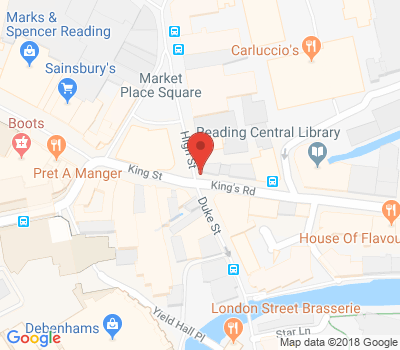 Marks &
Spencer Reading
Sainsbury's
Carluccio's
Market
Place Square
Boots
High St
Reading Central Library
Pret A Manger
King St
King's Rd
Duke St
House Of Flavou
Yield Hall Pl
London Street Brasserie
Debenhams
Star Ln
Google
Map data ©2018 Google